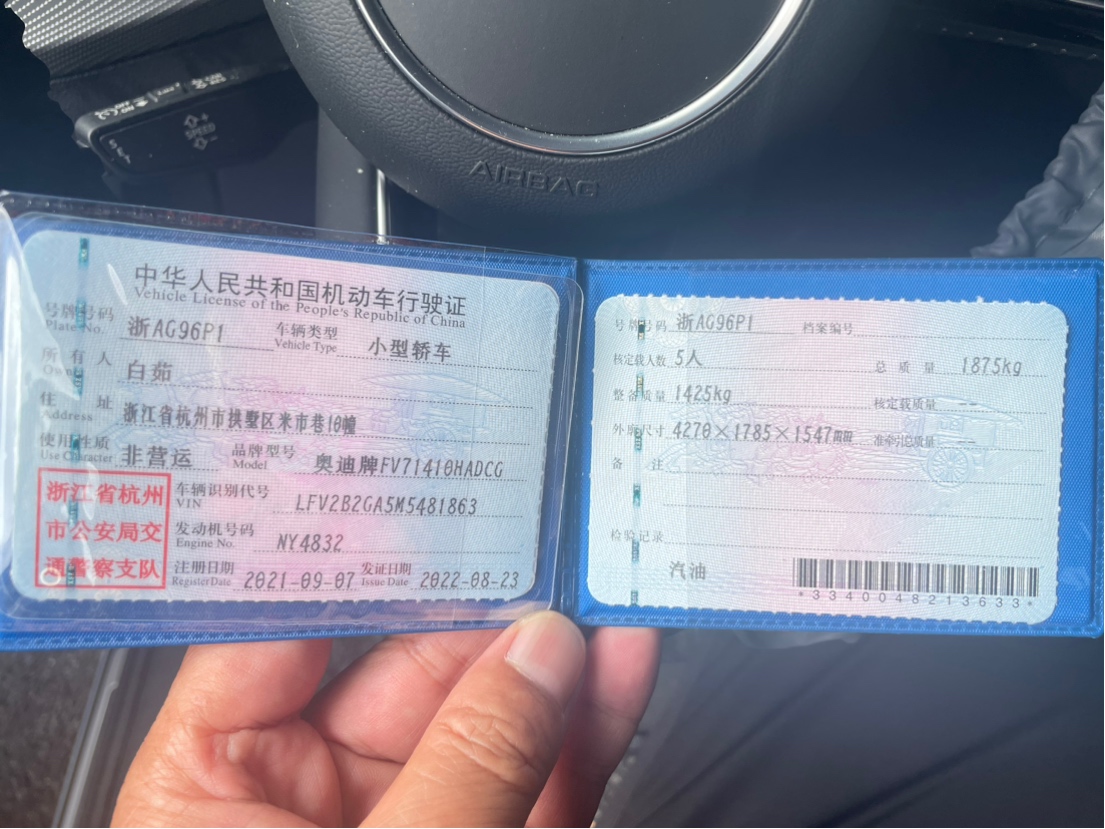 SPEED
AIRBAG
中华人民共和国机动车行驶证
Vehicle License of the People's Republic of China
号牌号码 浙AG96P1 车辆类型 小型轿车
Plate No. Vehicle Type
所有人 白茹
Owner
住址 浙江省杭州市拱墅区米市巷10幢
Address
使用性质 非营运 品牌型号 奥迪牌FV71410HADCG
Use Character Model
浙江省杭州
市公安局交
通警察支队
车辆识别代号 LFV2B2GA5M5481863
VIN
发动机号码 NY4832
Engine No.
注册日期 2021-09-07 发证日期 2022-08-23
Register Date Issue Date
号牌号码 浙AG96P1 档案编号
核定载人数 5人 总质量 1875kg
整备质量 1425kg 核定载质量 --
外廓尺寸 4270×1785×1547mm 准牵引总质量 --
备注
检验记录
汽油
*3340048213633*